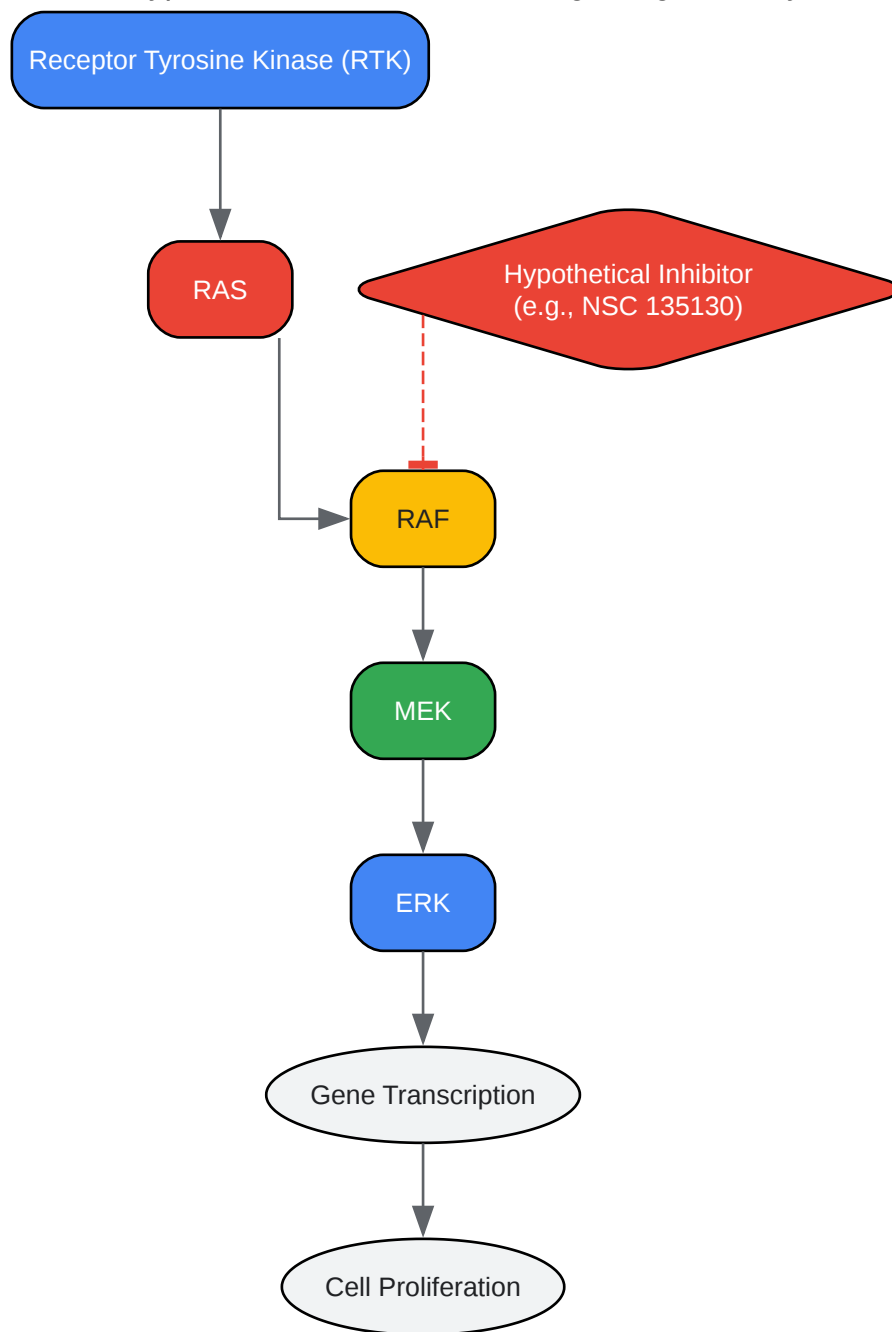 Receptor Tyrosine Kinase (RTK)
RAS
Hypothetical Inhibitor
(e.g., NSC 135130)
RAF
MEK
ERK
Gene Transcription
Cell Proliferation